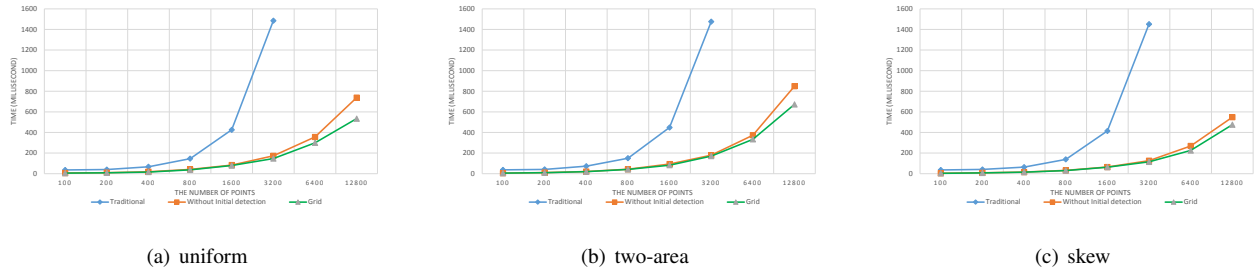 1600
1400
1200
1000
800
600
400
200
0
TIME (MILLISECOND)
100 200 400 800 1600 3200 6400 12800
THE NUMBER OF POINTS
Traditional Without Initial detection Grid
(a) uniform
1600
1400
1200
1000
800
600
400
200
0
TIME (MILLISECOND)
100 200 400 800 1600 3200 6400 12800
THE NUMBER OF POINTS
Traditional Without Initial detection Grid
(b) two-area
1600
1400
1200
1000
800
600
400
200
0
TIME (MILLISECOND)
100 200 400 800 1600 3200 6400 12800
THE NUMBER OF POINTS
Traditional Without Initial detection Grid
(c) skew